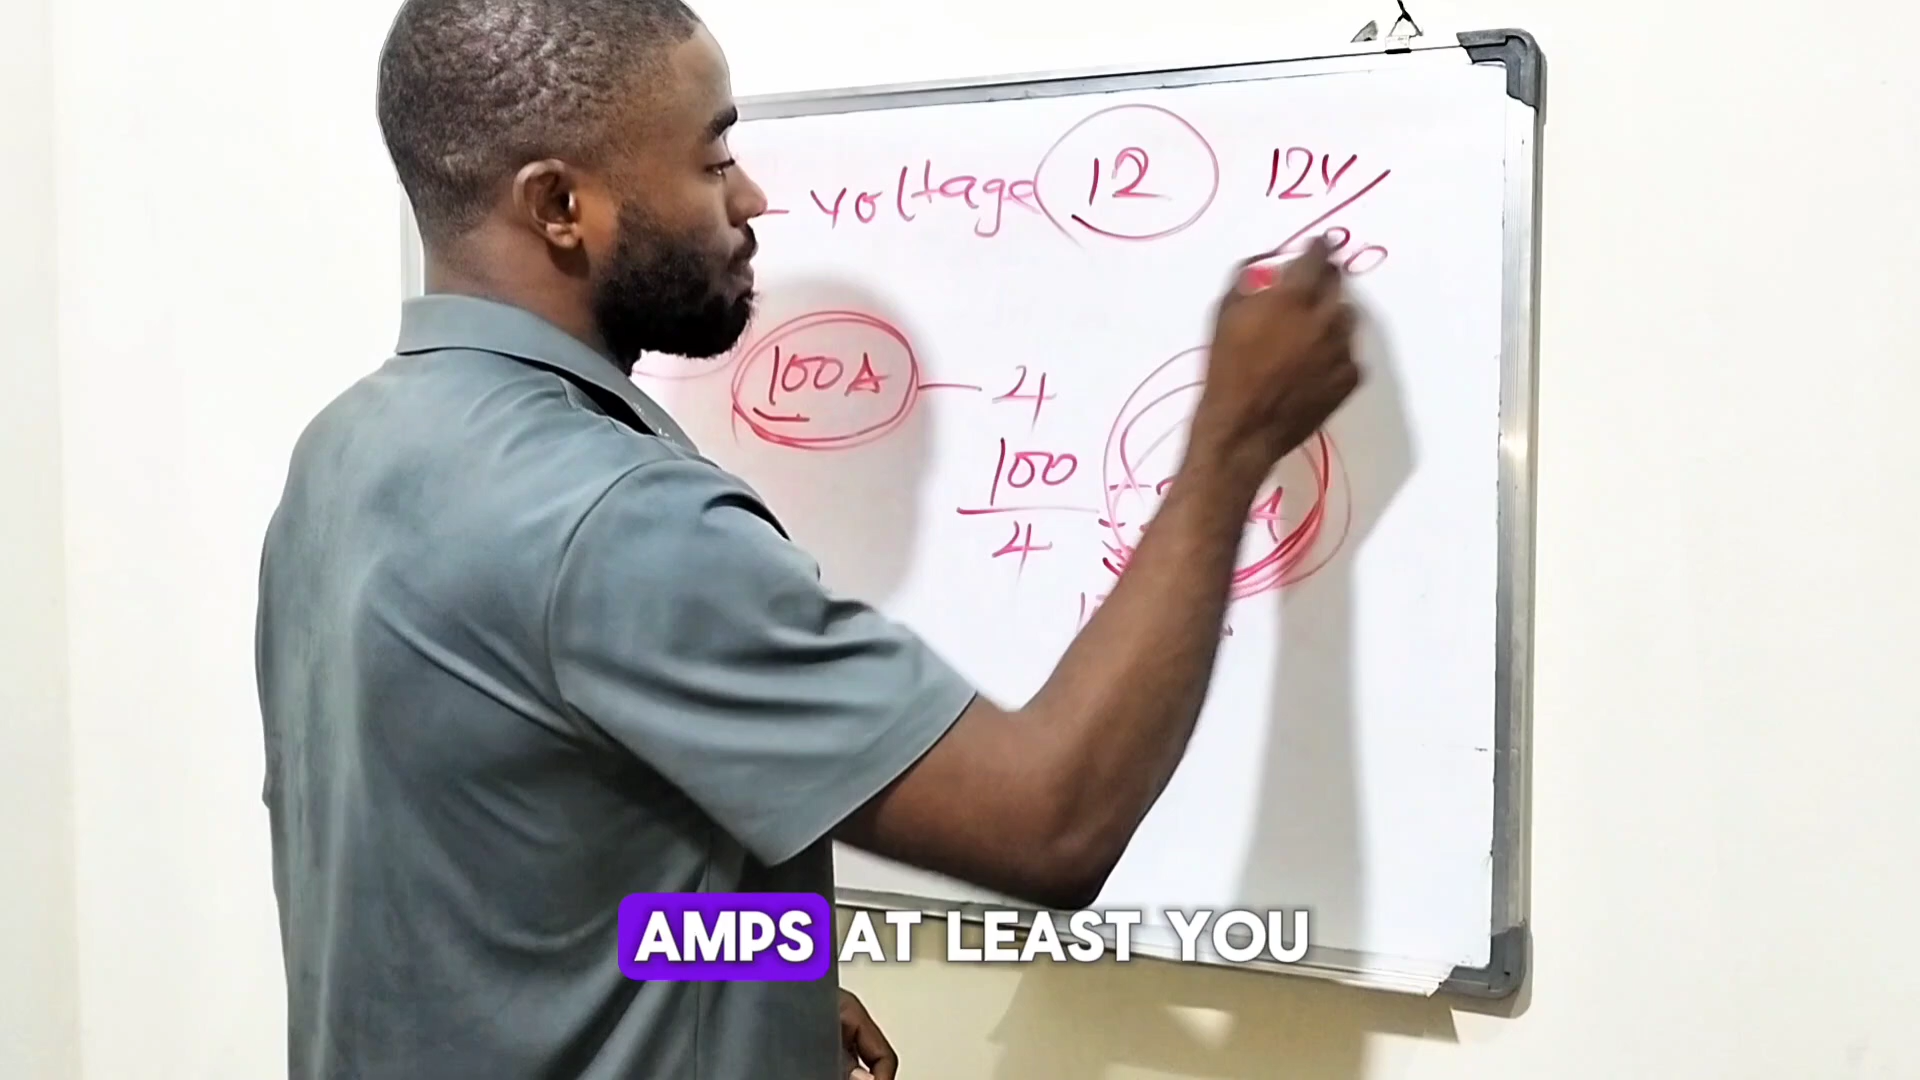 - voltage 12
12V/
100A - 4
100
4
AMPS AT LEAST YOU